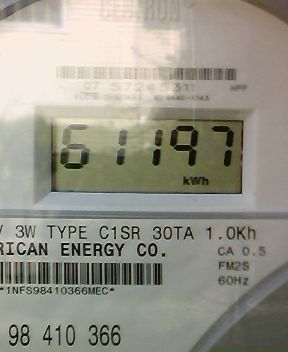 61197
kWh
3W TYPE C1SR 30TA 1.0Kh
RICAN ENERGY CO.
CA 0.5
FM2S
60Hz
*1NFS98410366MEC*
98 410 366